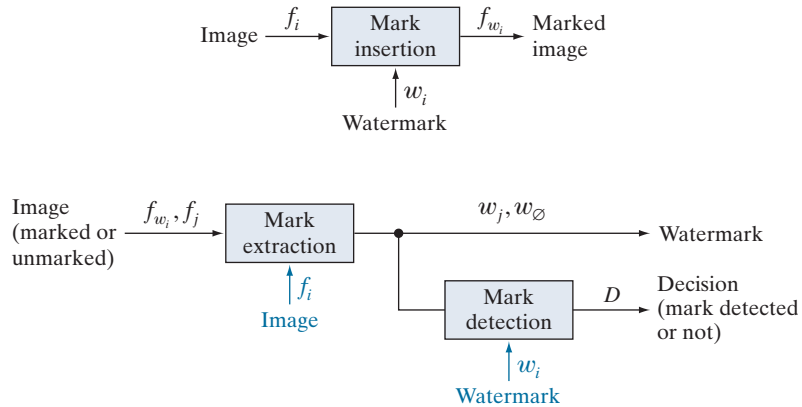 Image
f_i
Mark
insertion
f_{w_i}
Marked
image
w_i
Watermark
Image
(marked or
unmarked)
f_{w_i}, f_j
Mark
extraction
w_j, w_∅
Watermark
f_i
Image
Mark
detection
D
Decision
(mark detected
or not)
w_i
Watermark